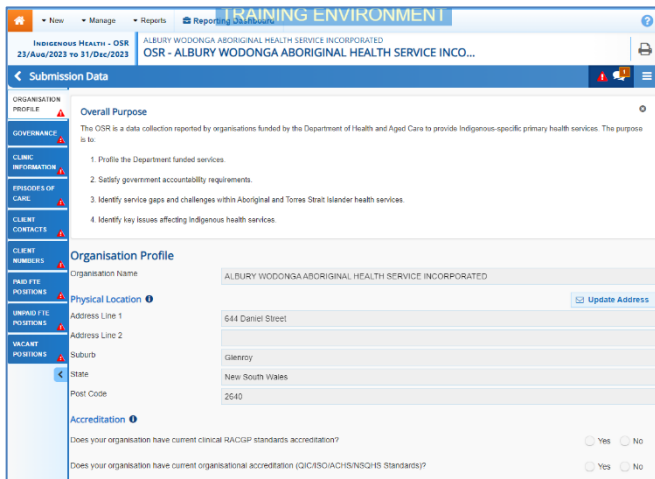 TRAINING ENVIRONMENT
New
Manage
Reports
Reporting Dashboard
INDIGENOUS HEALTH - OSR
23/AUG/2023 TO 31/DEC/2023
ALBURY WODONGA ABORIGINAL HEALTH SERVICE INCORPORATED
OSR - ALBURY WODONGA ABORIGINAL HEALTH SERVICE INCO...
Submission Data
ORGANISATION PROFILE
GOVERNANCE
CLINIC INFORMATION
EPISODES OF CARE
CLIENT CONTACTS
CLIENT NUMBERS
PAID FTE POSITIONS
UNPAID FTE POSITIONS
VACANT POSITIONS
Overall Purpose
The OSR is a data collection reported by organisations funded by the Department of Health and Aged Care to provide Indigenous-specific primary health services. The purpose
is to:
1. Profile the Department funded services.
2. Satisfy government accountability requirements.
3. Identify service gaps and challenges within Aboriginal and Torres Strait Islander health services.
4. Identify key issues affecting Indigenous health services.
Organisation Profile
Organisation Name
ALBURY WODONGA ABORIGINAL HEALTH SERVICE INCORPORATED
Physical Location
Update Address
Address Line 1
644 Daniel Street
Address Line 2
Suburb
Glenroy
State
New South Wales
Post Code
2640
Accreditation
Does your organisation have current clinical RACGP standards accreditation?
Yes No
Does your organisation have current organisational accreditation (QIC/ISO/ACHS/NSQHS Standards)?
Yes No